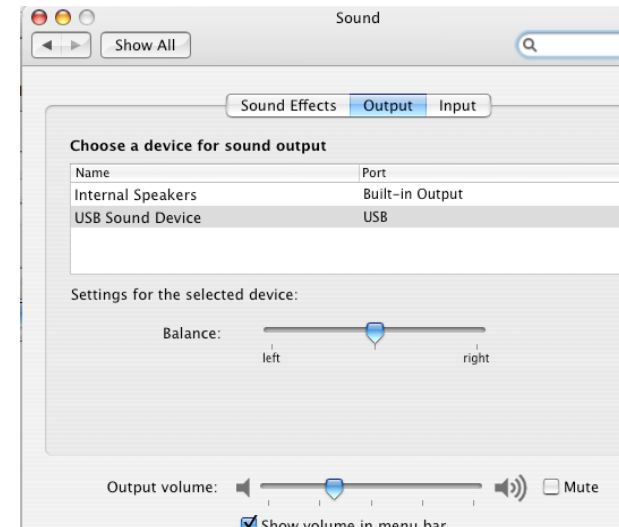 Sound
Show All
Sound Effects Output Input
Choose a device for sound output
Name Port
Internal Speakers Built-in Output
USB Sound Device USB
Settings for the selected device:
Balance:
left right
Output volume: Mute
Show volume in menu bar